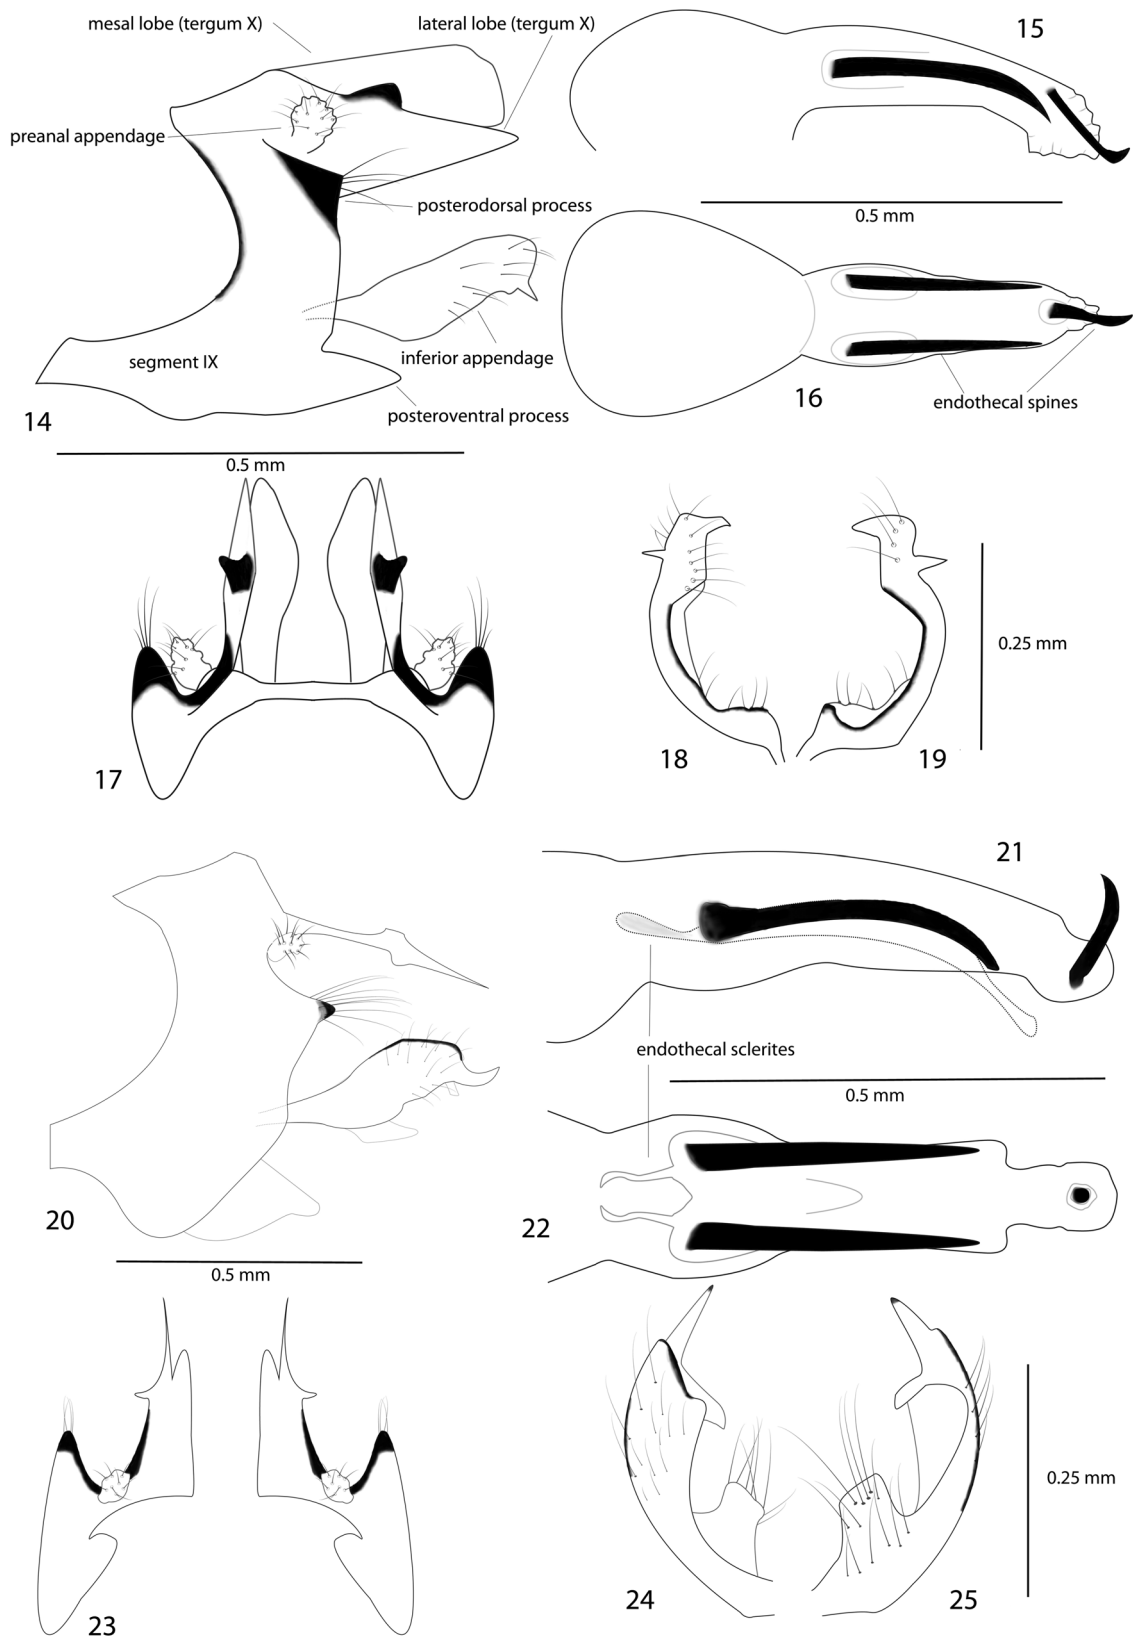 mesal lobe (tergum X)
lateral lobe (tergum X)
15
preanal appendage
posterodorsal process
0.5 mm
segment IX
inferior appendage
16
endothecal spines
14
posteroventral process
0.5 mm
0.25 mm
17
18
19
21
endothecal sclerites
0.5 mm
20
22
0.5 mm
0.25 mm
23
24
25